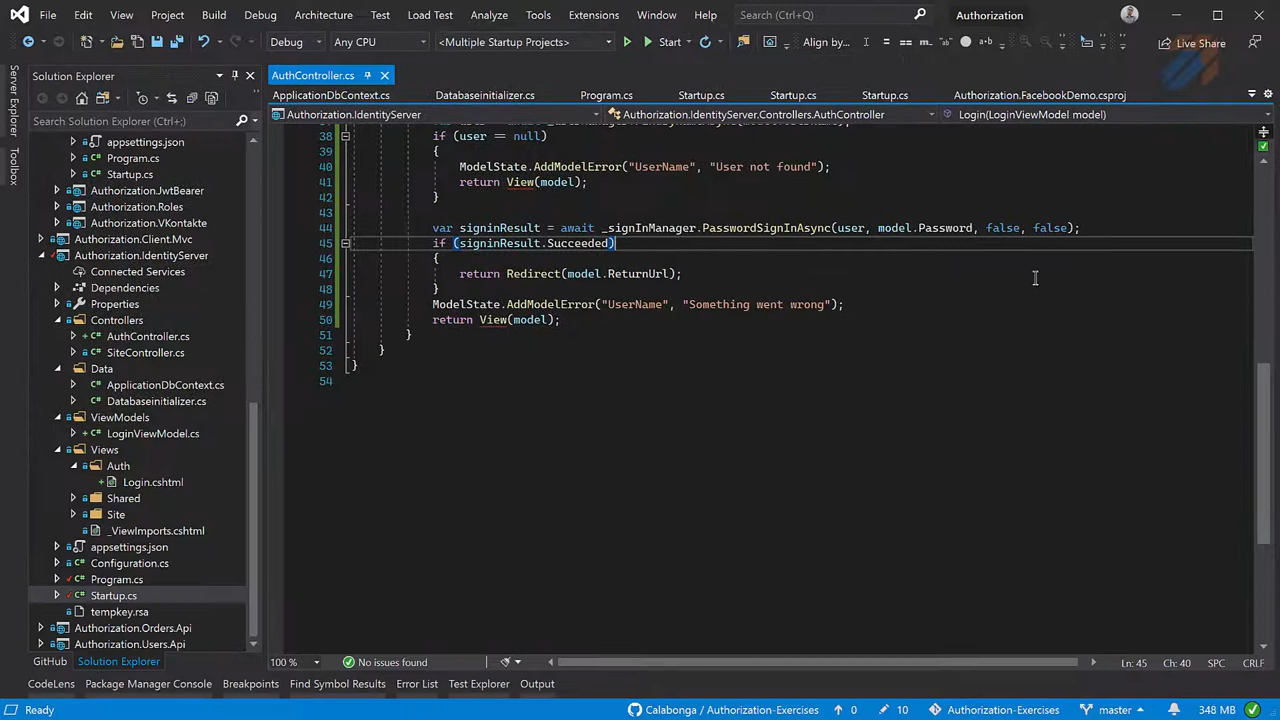 File Edit View Project Build Debug Architecture Test Load Test Analyze Tools Extensions Window Help Search (Ctrl+Q) Authorization
Debug Any CPU <Multiple Startup Projects> Start Align by... Live Share
Server Explorer
Toolbox
Solution Explorer
Search Solution Explorer (Ctrl+;)
appsettings.json
Program.cs
Startup.cs
Authorization.JwtBearer
Authorization.Roles
Authorization.VKontakte
Authorization.Client.Mvc
Authorization.IdentityServer
Connected Services
Dependencies
Properties
Controllers
AuthController.cs
SiteController.cs
Data
ApplicationDbContext.cs
Databaseinitializer.cs
ViewModels
LoginViewModel.cs
Views
Auth
Login.cshtml
Shared
Site
_ViewImports.cshtml
appsettings.json
Configuration.cs
Program.cs
Startup.cs
tempkey.rsa
Authorization.Orders.Api
Authorization.Users.Api
GitHub Solution Explorer
AuthController.cs
ApplicationDbContext.cs Databaseinitializer.cs Program.cs Startup.cs Startup.cs Startup.cs Authorization.FacebookDemo.csproj
Authorization.IdentityServer Authorization.IdentityServer.Controllers.AuthController Login(LoginViewModel model)
38 if (user == null)
39 {
40 ModelState.AddModelError("UserName", "User not found");
41 return View(model);
42 }
43
44 var signinResult = await _signInManager.PasswordSignInAsync(user, model.Password, false, false);
45 if (signinResult.Succeeded)
46 {
47 return Redirect(model.ReturnUrl);
48 }
49 ModelState.AddModelError("UserName", "Something went wrong");
50 return View(model);
51 }
52 }
53 }
54
100 % No issues found Ln: 45 Ch: 40 SPC CRLF
CodeLens Package Manager Console Breakpoints Find Symbol Results Error List Test Explorer Output
Ready Calabonga / Authorization-Exercises 0 10 Authorization-Exercises master 348 MB